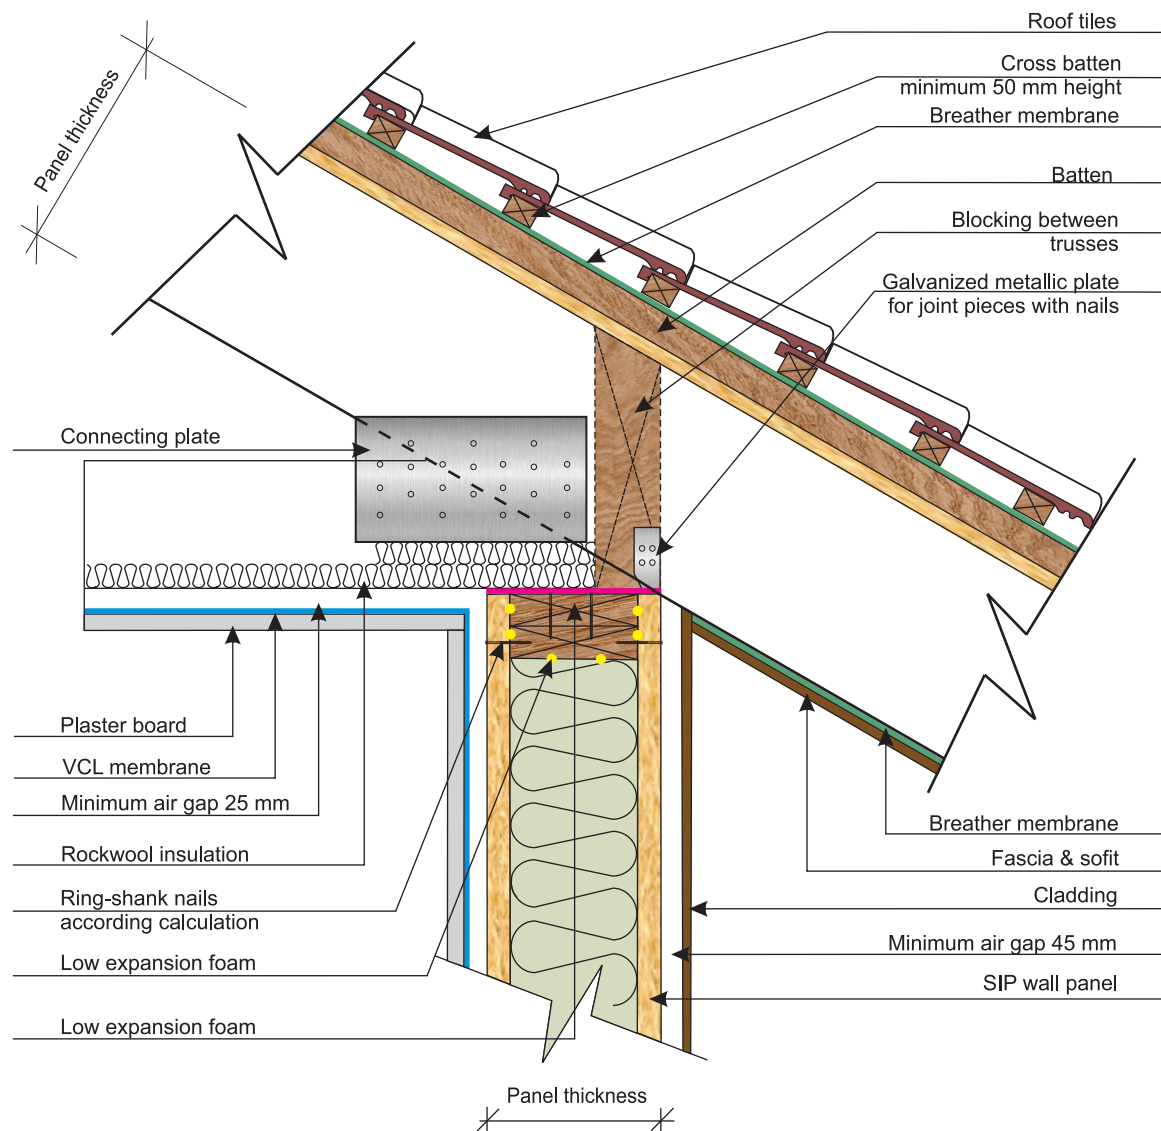 Roof tiles
Cross batten
minimum 50 mm height
Breather membrane
Batten
Blocking between
trusses
Galvanized metallic plate
for joint pieces with nails
Panel thickness
Connecting plate
Plaster board
VCL membrane
Minimum air gap 25 mm
Rockwool insulation
Ring-shank nails
according calculation
Low expansion foam
Low expansion foam
Breather membrane
Fascia & sofit
Cladding
Minimum air gap 45 mm
SIP wall panel
Panel thickness